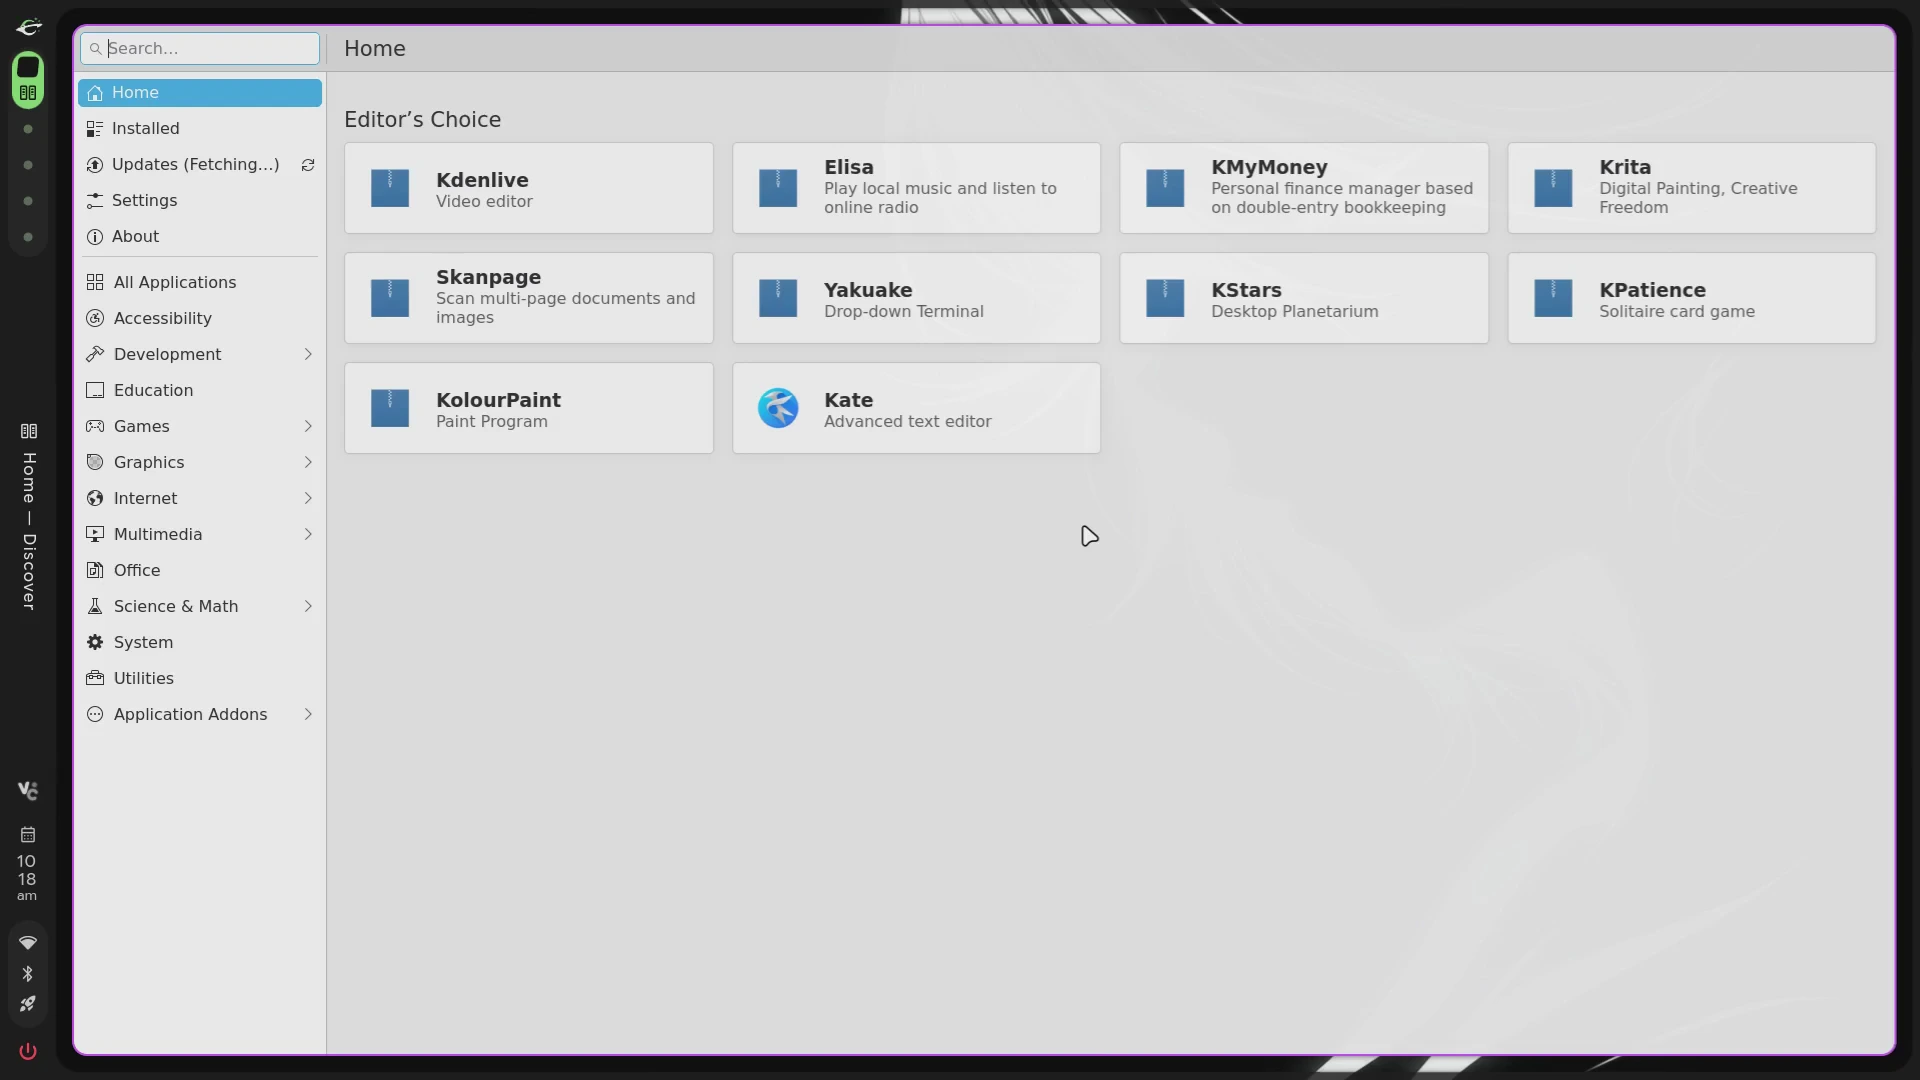 Search...
Home
Home
Installed
Updates (Fetching...)
Settings
About
All Applications
Accessibility
Development
Education
Games
Graphics
Internet
Multimedia
Office
Science & Math
System
Utilities
Application Addons
Editor’s Choice
Kdenlive
Video editor
Elisa
Play local music and listen to
online radio
KMyMoney
Personal finance manager based
on double-entry bookkeeping
Krita
Digital Painting, Creative
Freedom
Skanpage
Scan multi-page documents and
images
Yakuake
Drop-down Terminal
KStars
Desktop Planetarium
KPatience
Solitaire card game
KolourPaint
Paint Program
Kate
Advanced text editor
Home — Discover
10
18
am